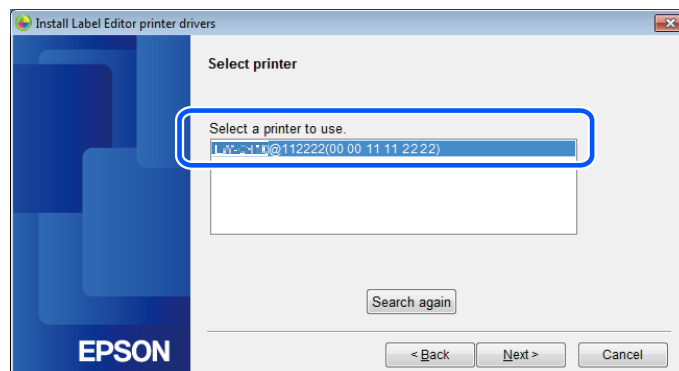 Install Label Editor printer drivers
Select printer
Select a printer to use.
@112222(00 00 11 11 22 22)
Search again
EPSON
< Back
Next >
Cancel